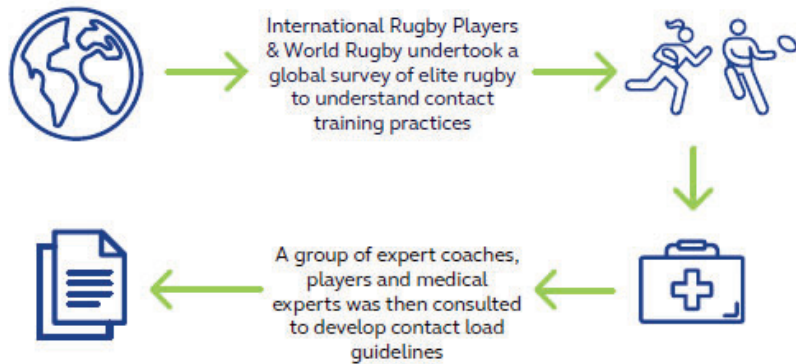 International Rugby Players
& World Rugby undertook a
global survey of elite rugby
to understand contact
training practices
A group of expert coaches,
players and medical
experts was then consulted
to develop contact load
guidelines